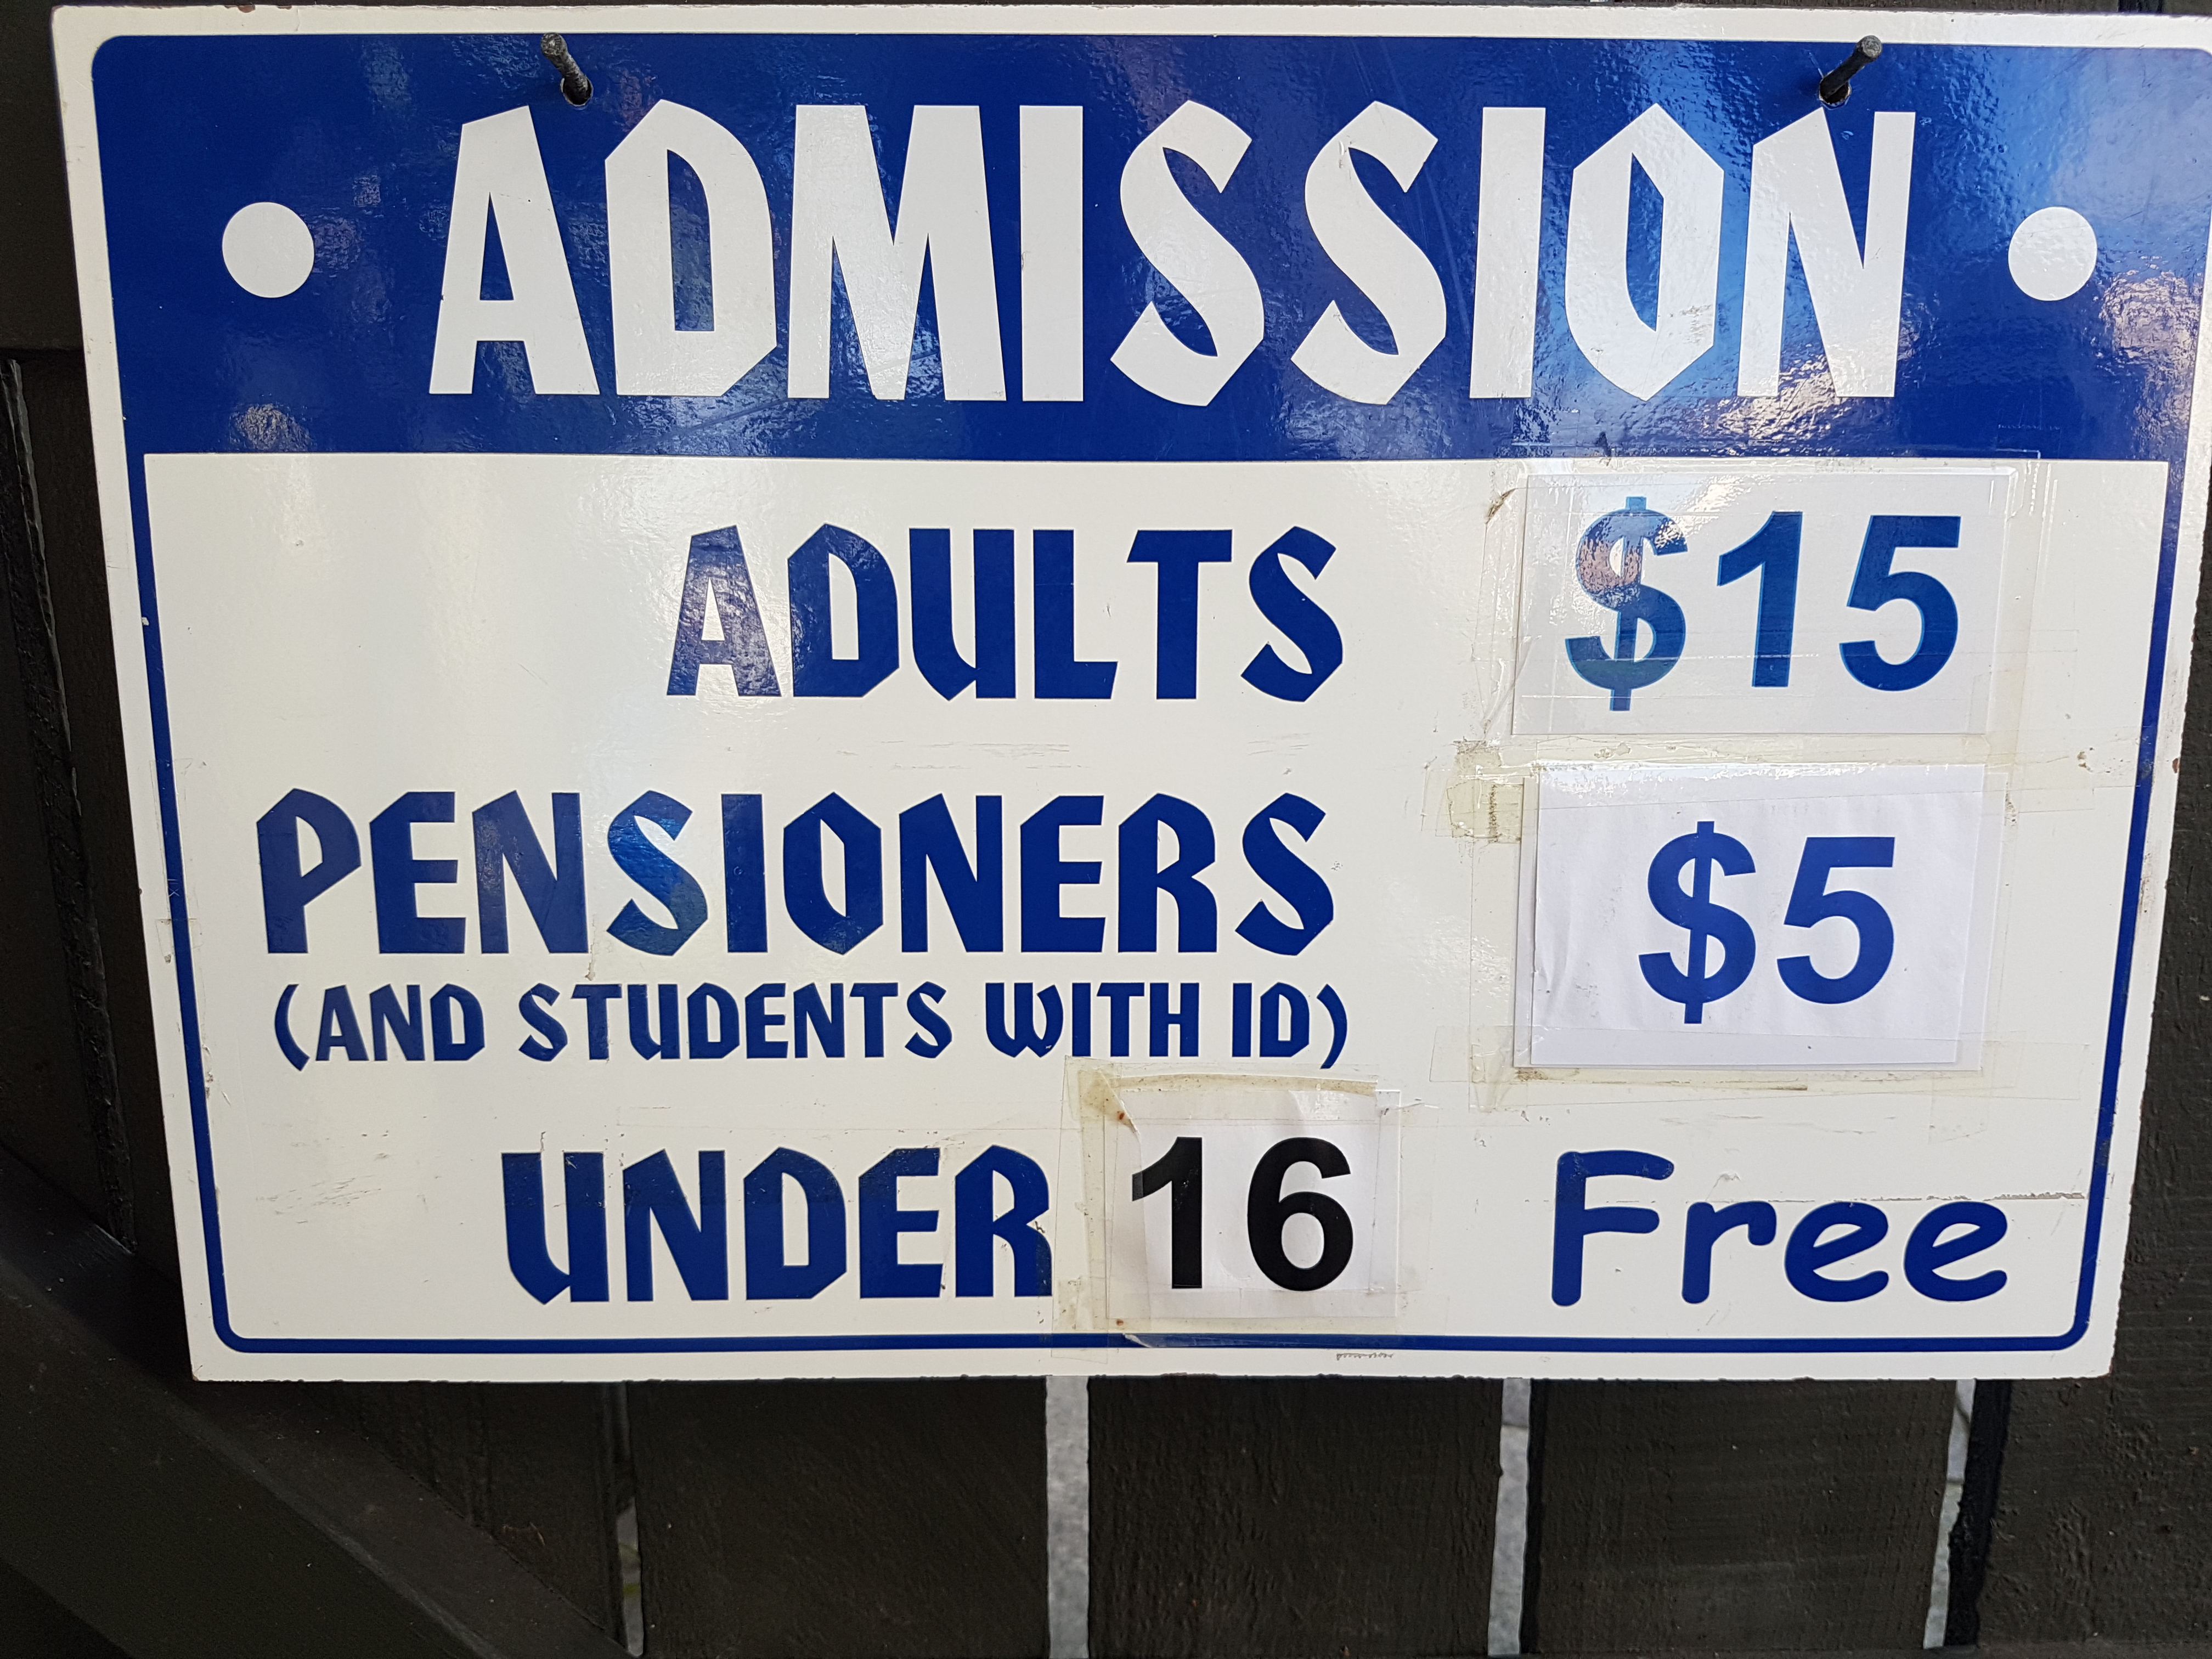 • ADMISSION •
ADULTS $15
PENSIONERS $5
(AND STUDENTS WITH ID)
UNDER 16 Free